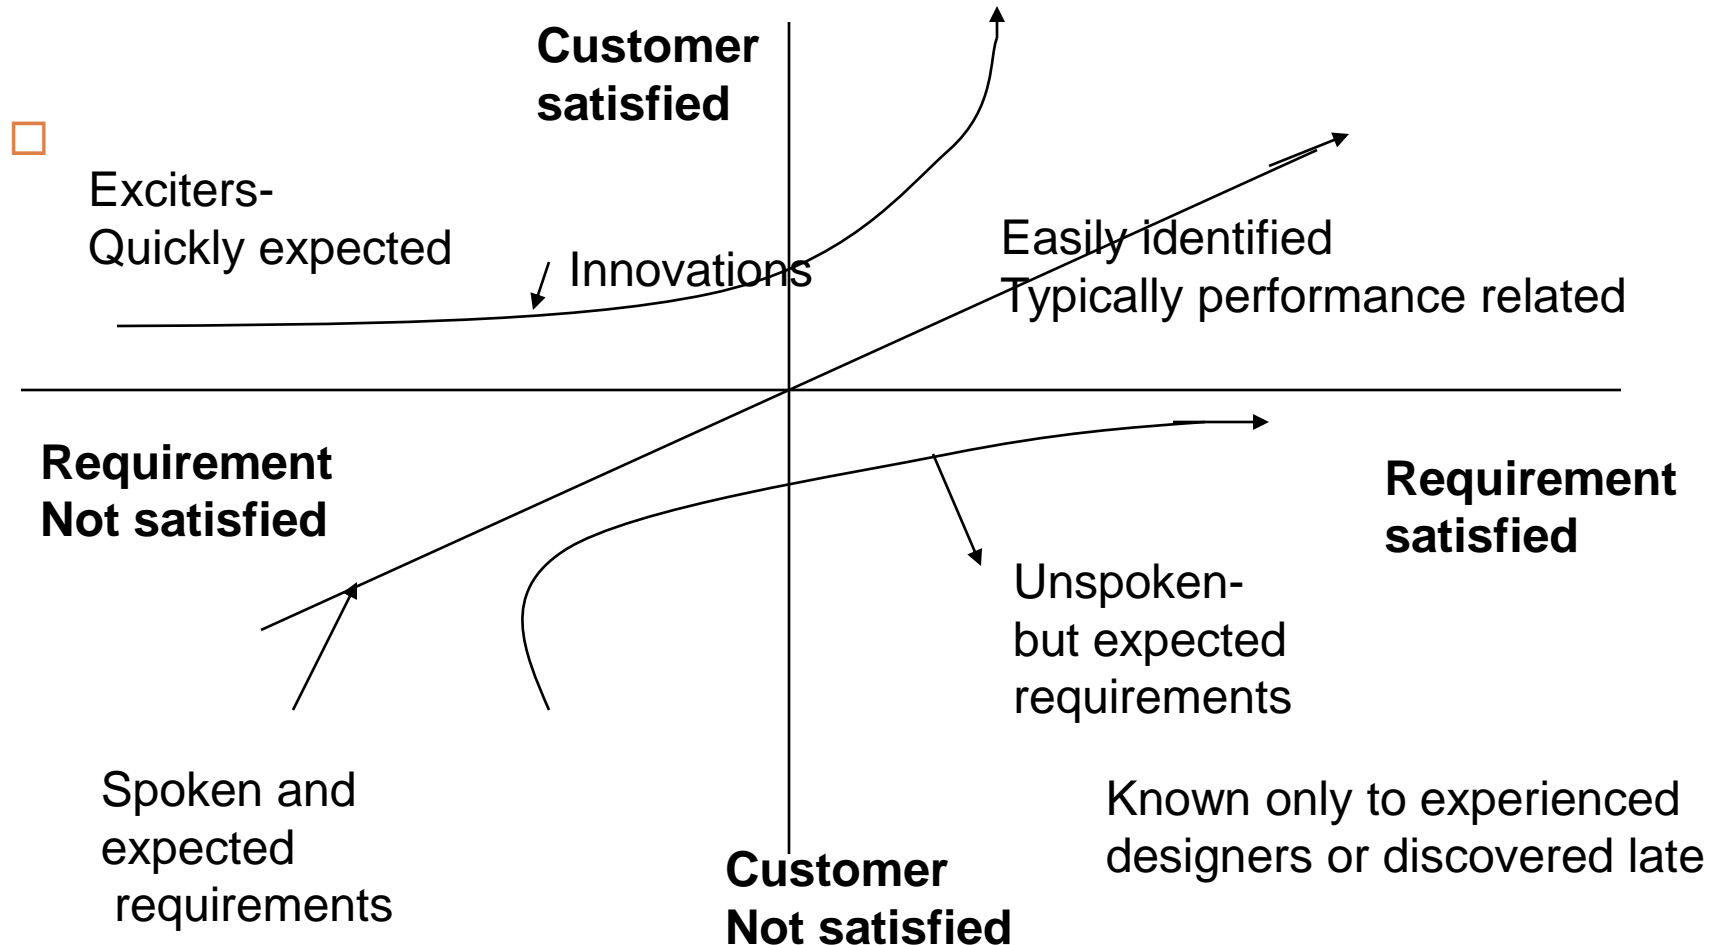 Customer
satisfied
Exciters-
Quickly expected
Innovations
Easily identified
Typically performance related
Requirement
Not satisfied
Requirement
satisfied
Unspoken-
but expected
requirements
Spoken and
expected
requirements
Known only to experienced
designers or discovered late
Customer
Not satisfied